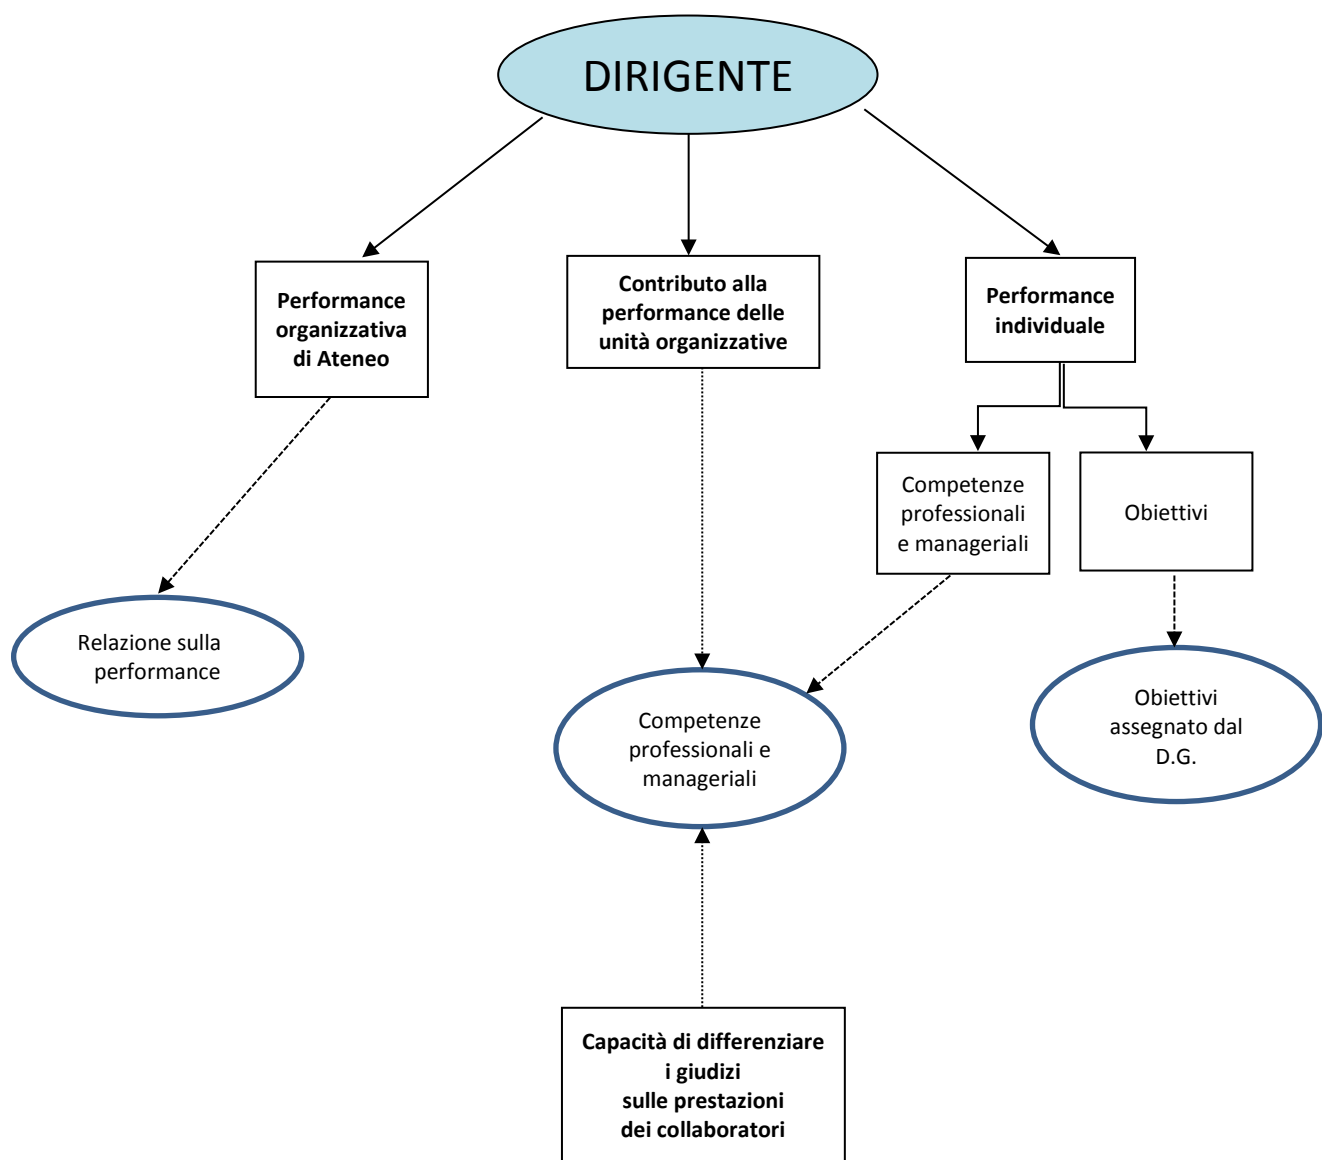 DIRIGENTE
Performance
organizzativa
di Ateneo
Contributo alla
performance delle
unità organizzative
Performance
individuale
Competenze
professionali
e manageriali
Obiettivi
Relazione sulla
performance
Competenze
professionali e
manageriali
Obiettivi
assegnato dal
D.G.
Capacità di differenziare
i giudizi
sulle prestazioni
dei collaboratori